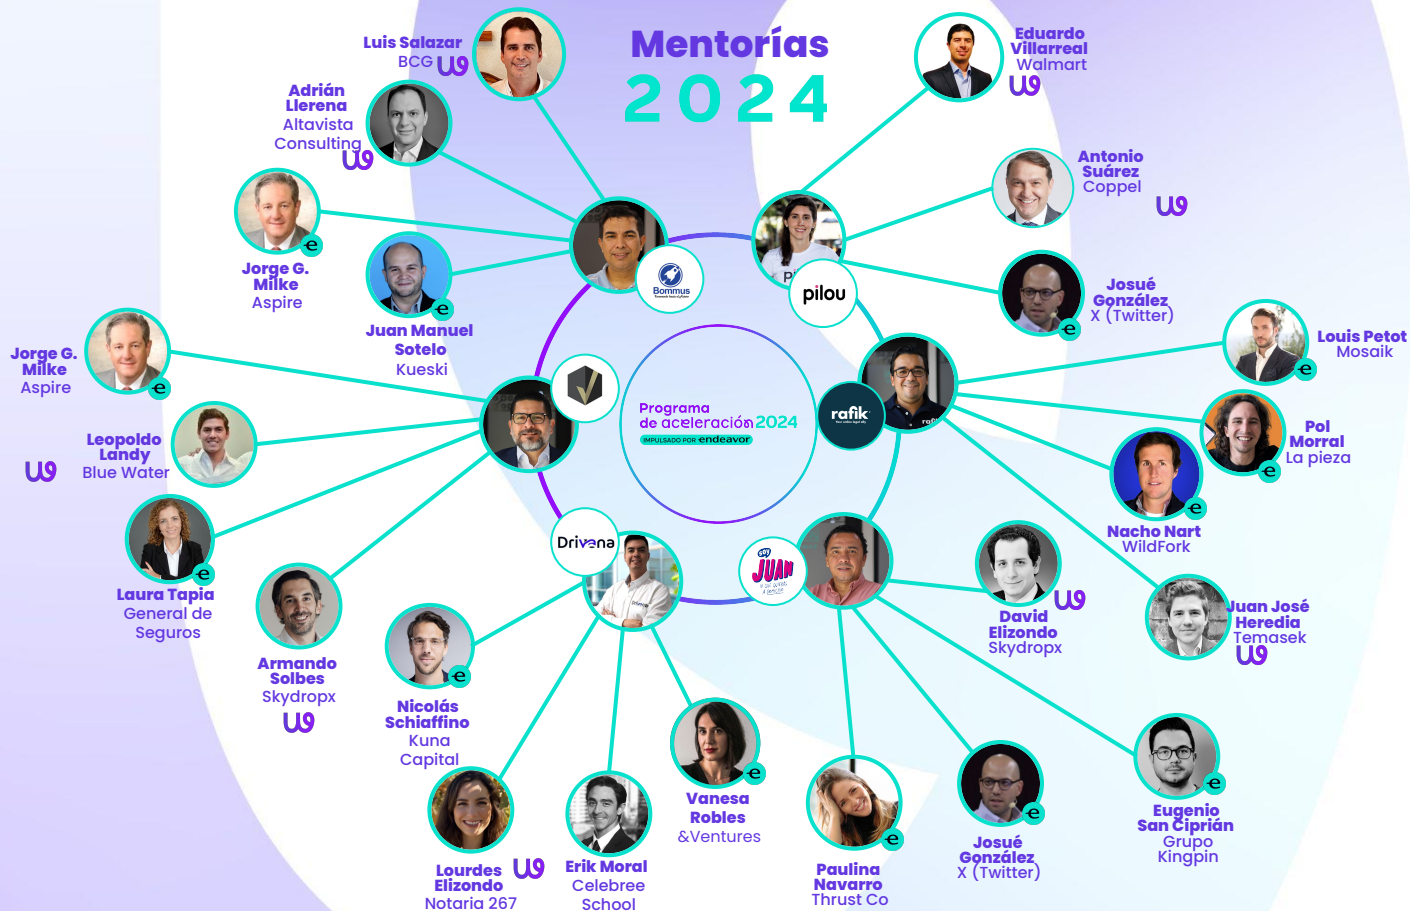 Mentorías
2024
Luis Salazar
BCG
Adrián
Llerena
Altavista
Consulting
Jorge G.
Milke
Aspire
Juan Manuel
Sotelo
Kueski
Bommus
Eduardo
Villarreal
Walmart
Antonio
Suárez
Coppel
Josué
González
X (Twitter)
pilou
Louis Petot
Mosaik
Pol
Morral
La pieza
Nacho Nart
WildFork
Juan José
Heredia
Temasek
rafik
Jorge G.
Milke
Aspire
Leopoldo
Landy
Blue Water
Laura Tapia
General de
Seguros
Armando
Solbes
Skydropx
Programa
de aceleración 2024
IMPULSADO POR endeavor
Drivana
Soy
JUAN
David
Elizondo
Skydropx
Nicolás
Schiaffino
Kuna
Capital
Lourdes
Elizondo
Notaria 267
Erik Moral
Celebree
School
Vanesa
Robles
&Ventures
Paulina
Navarro
Thrust Co
Josué
González
X (Twitter)
Eugenio
San Ciprián
Grupo
Kingpin